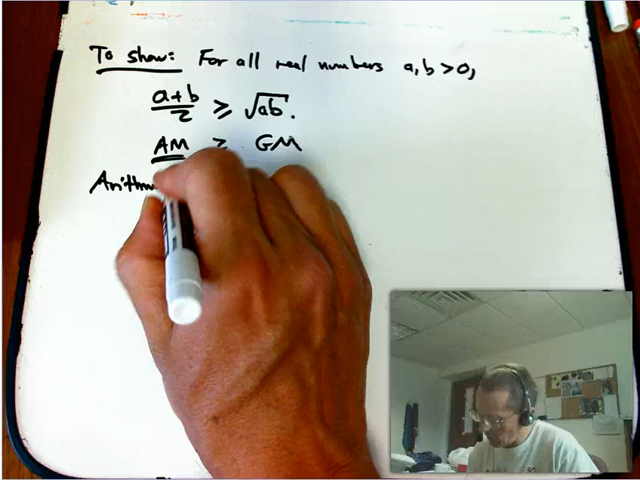 To show: For all real numbers a, b > 0,
a+b/2 ≥ √ab.
AM ≥ GM